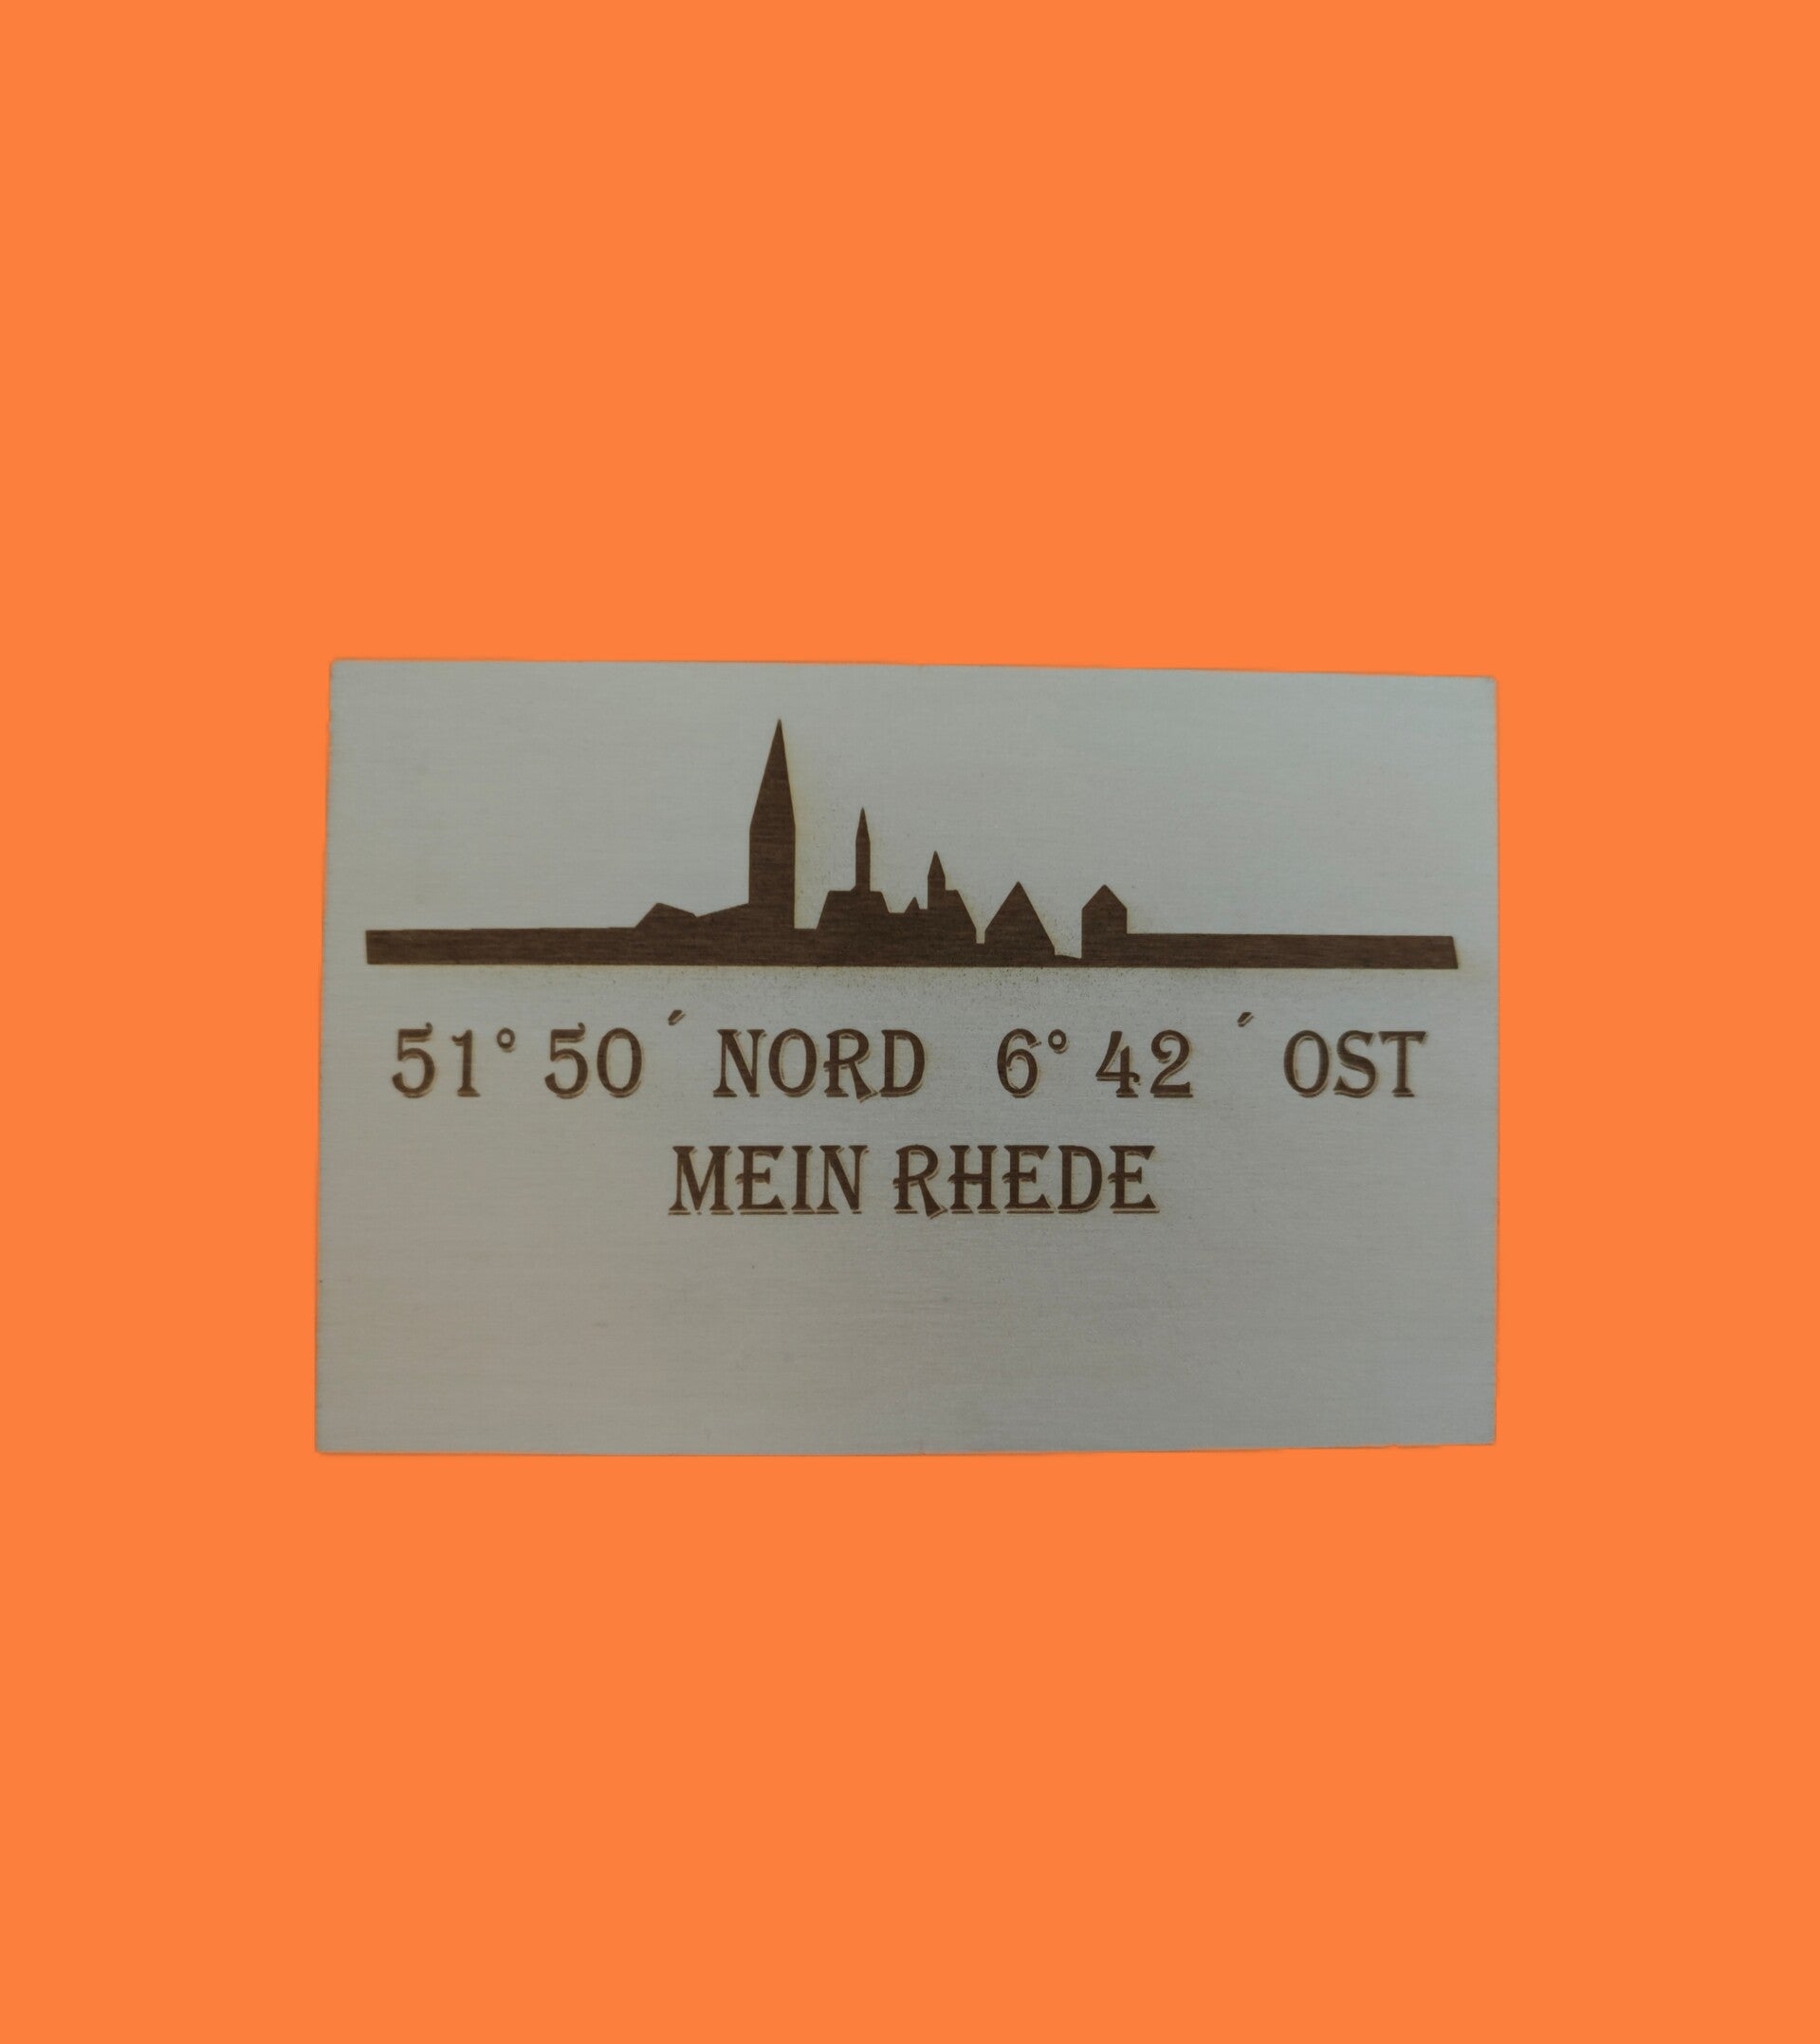 51° 50 ´ NORD 6° 42 ´ OST
MEIN RHEDE